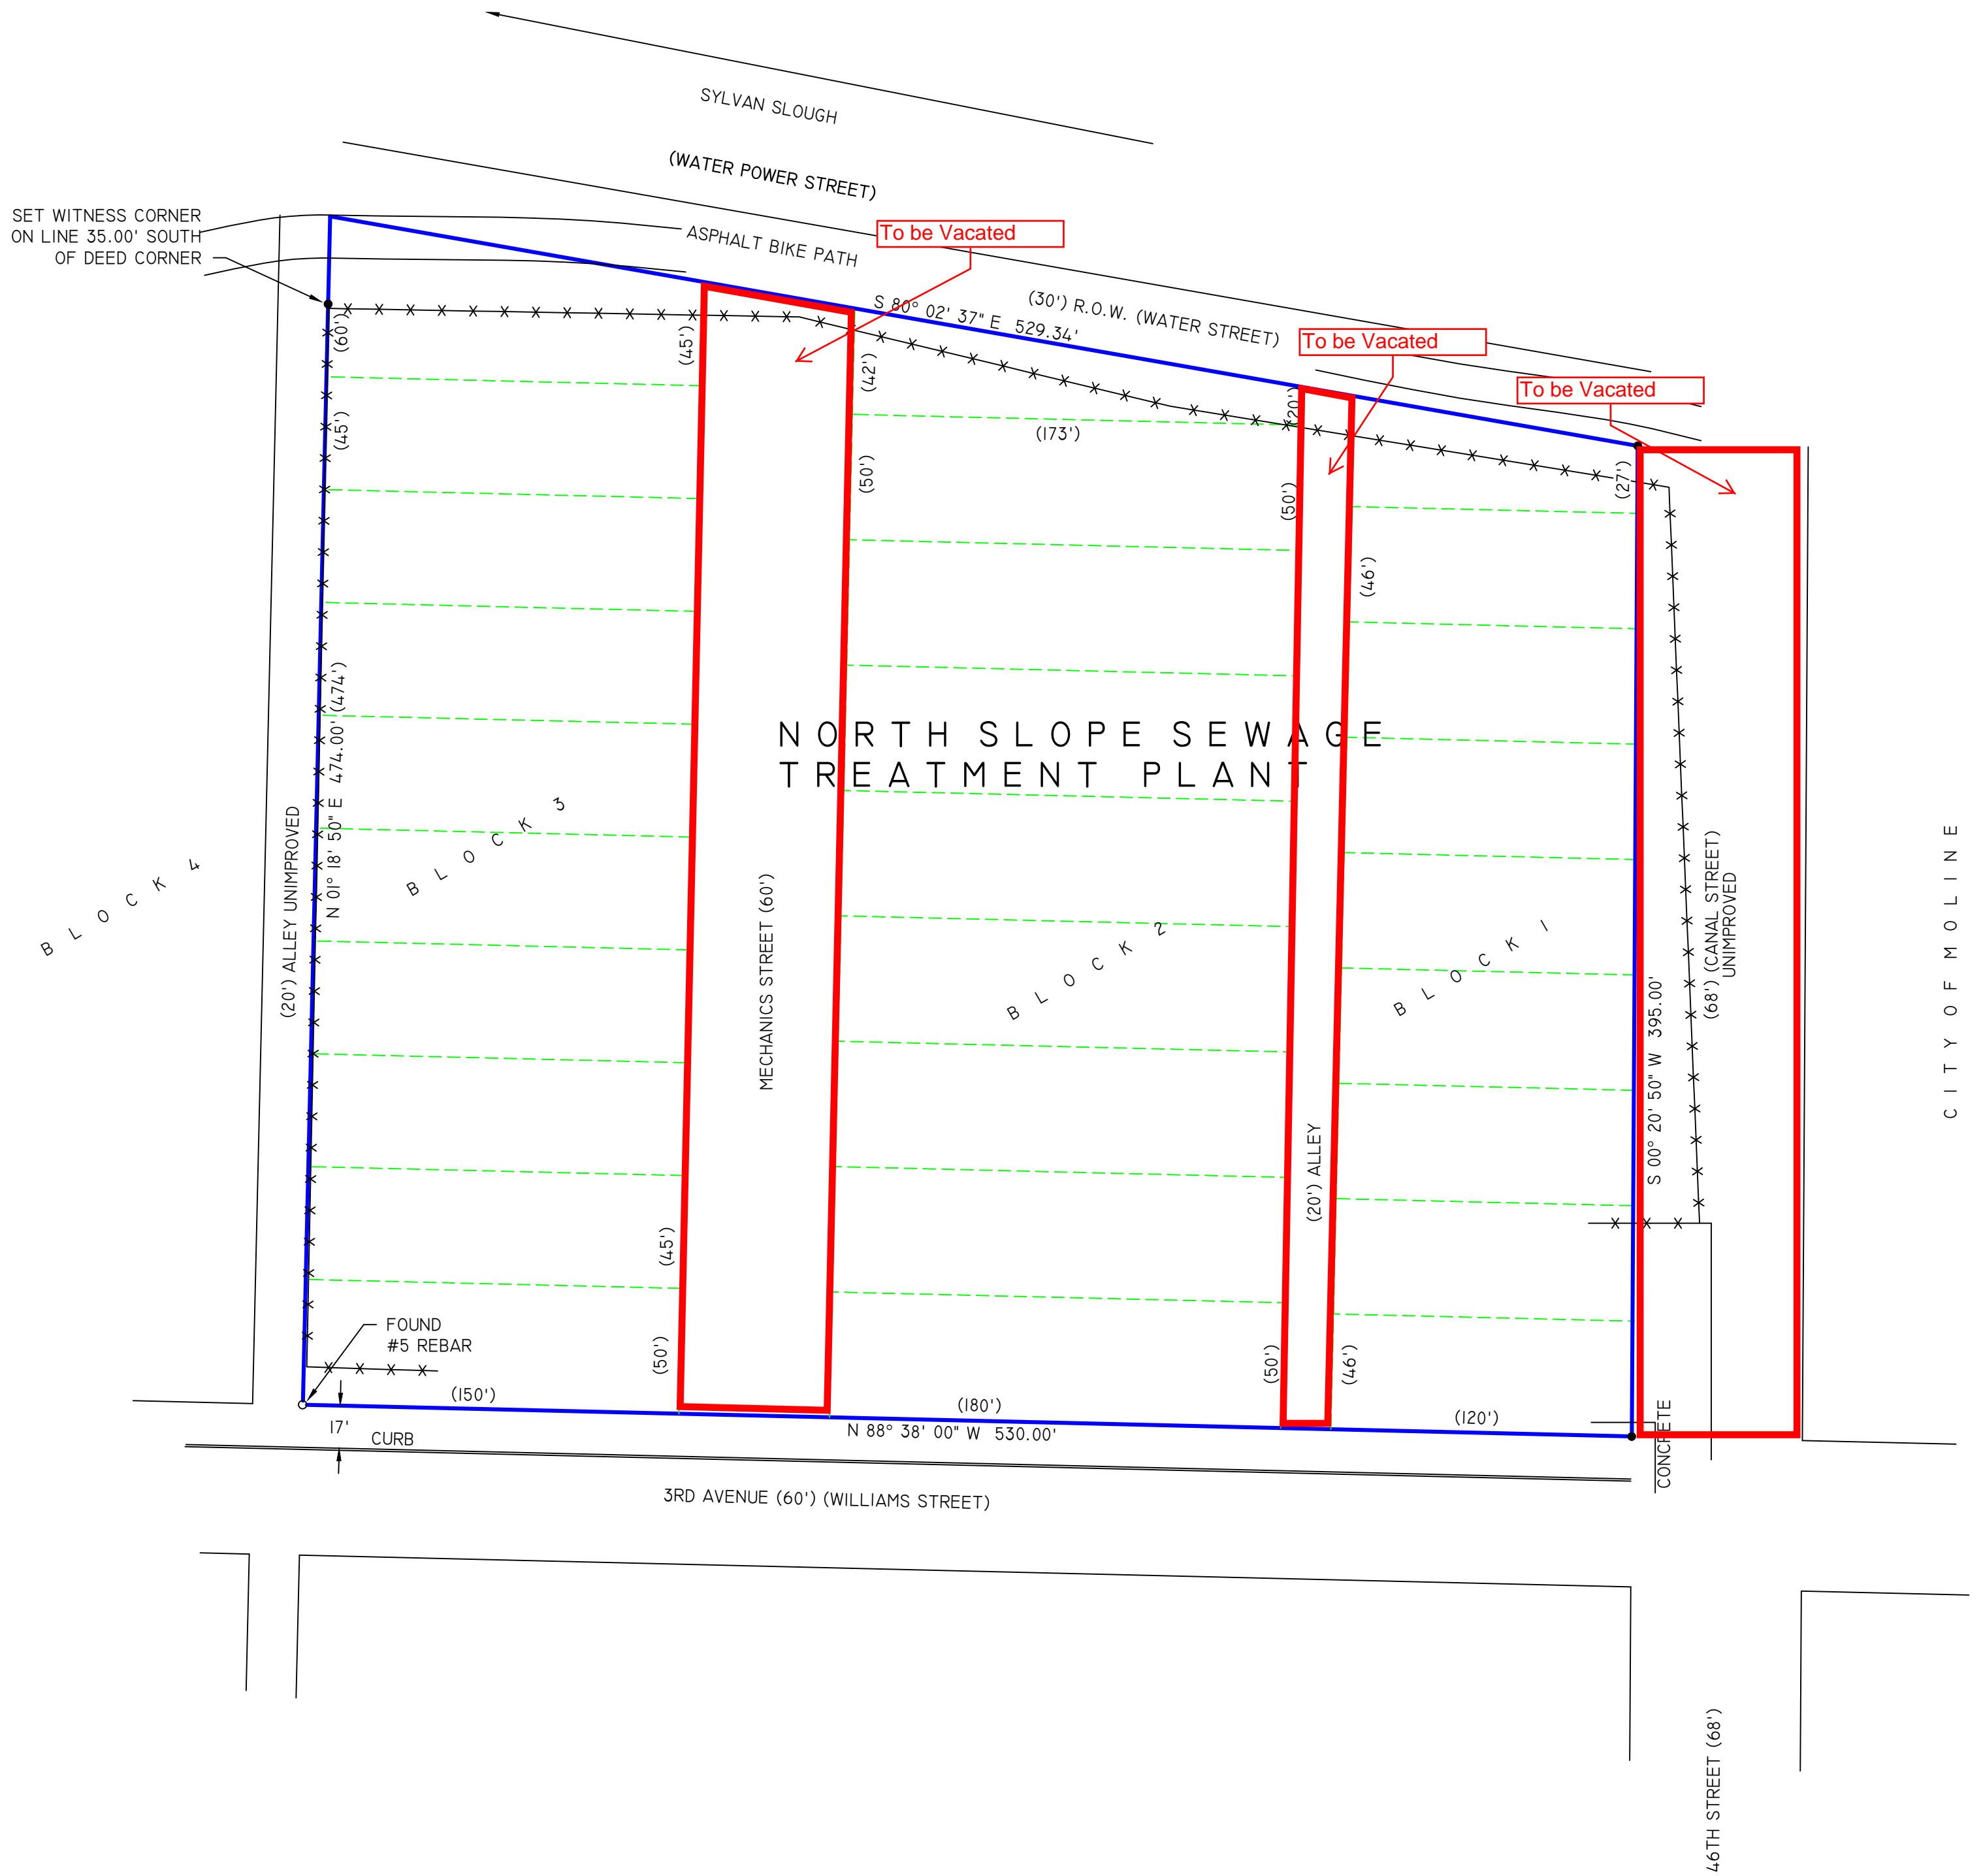 SYLVAN SLOUGH
(WATER POWER STREET)
SET WITNESS CORNER
ON LINE 35.00' SOUTH
OF DEED CORNER
ASPHALT BIKE PATH
To be Vacated
(30') R.O.W. (WATER STREET)
S 80° 02' 37" E 529.34'
To be Vacated
To be Vacated
(60')
(45')
(45')
(42')
(50')
(173')
(20')
(50')
(27')
(46')
N 01° 18' 50" E 474.00' (474')
NORTH SLOPE SEWAGE
TREATMENT PLANT
BLOCK 4
(20') ALLEY UNIMPROVED
BLOCK 3
MECHANICS STREET (60')
BLOCK 2
BLOCK 1
(68') (CANAL STREET)
UNIMPROVED
CITY OF MOLINE
S 00° 20' 50" W 395.00'
(20') ALLEY
(45')
(50')
(50')
(46')
FOUND
#5 REBAR
(150')
(180')
(120')
17'
CURB
N 88° 38' 00" W 530.00'
CONCRETE
3RD AVENUE (60') (WILLIAMS STREET)
46TH STREET (68')